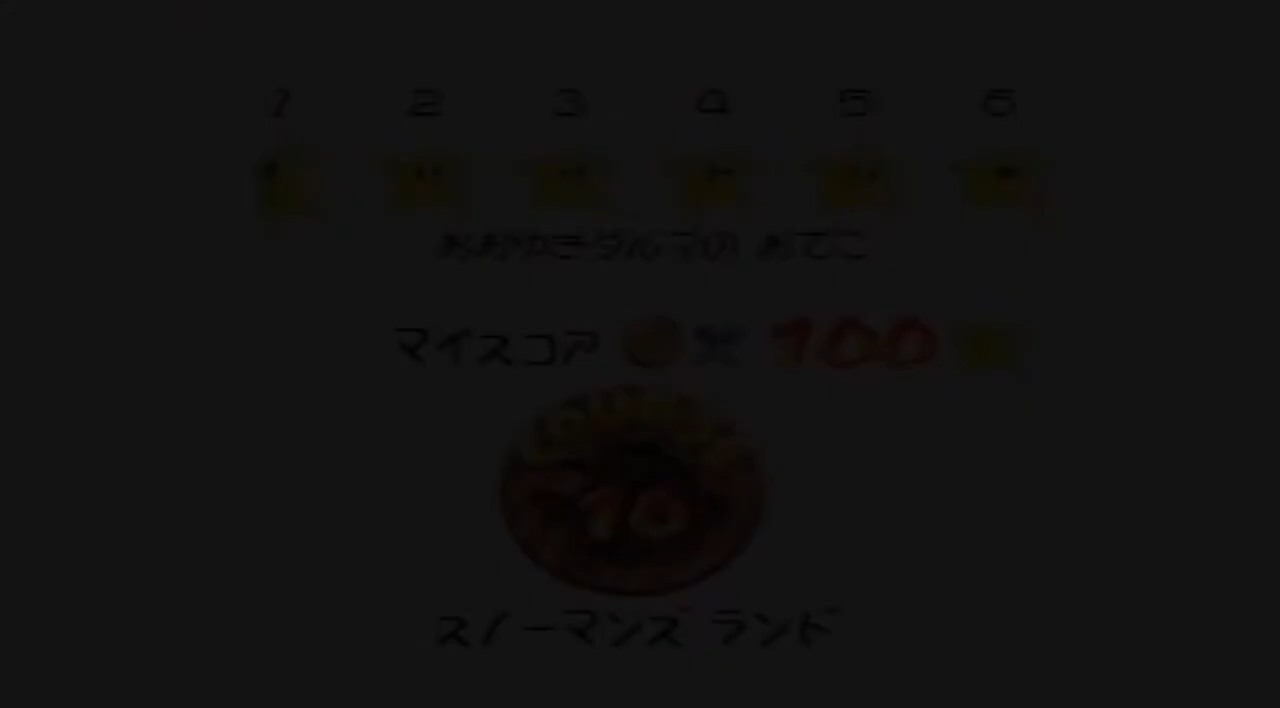 1 2 3 4 5 6
おおゆきダルマの おでこ
マイスコア × 100
10
スノーマンズ ランド